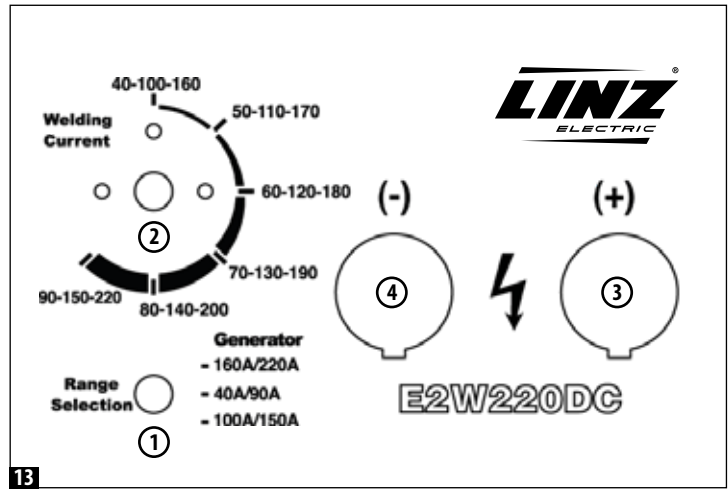 40-100-160
LINZ®
ELECTRIC
Welding
Current
50-110-170
60-120-180
(-)
(+)
2
70-130-190
4
3
90-150-220
80-140-200
Generator
- 160A/220A
Range
Selection
- 40A/90A
- 100A/150A
E2W220DC
1
13